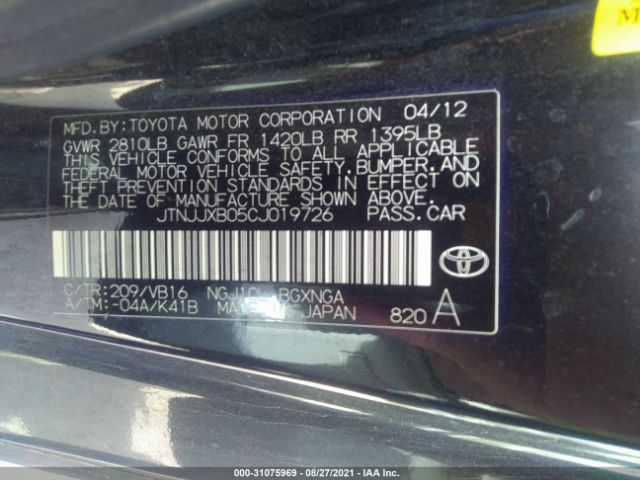 MFD.BY:TOYOTA MOTOR CORPORATION 04/12
GVWR 2810LB GAWR FR 1420LB RR 1395LB
THIS VEHICLE CONFORMS TO ALL APPLICABLE
FEDERAL MOTOR VEHICLE SAFETY,BUMPER,AND
THEFT PREVENTION STANDARDS IN EFFECT ON
THE DATE OF MANUFACTURE SHOWN ABOVE.
JTNJJXB05CJ019726 PASS.CAR
C/TR:209/VB16 BGXNGA
A/TM:-04A/K41B JAPAN 820 A
000-31075969 - 08/27/2021 - IAA Inc.